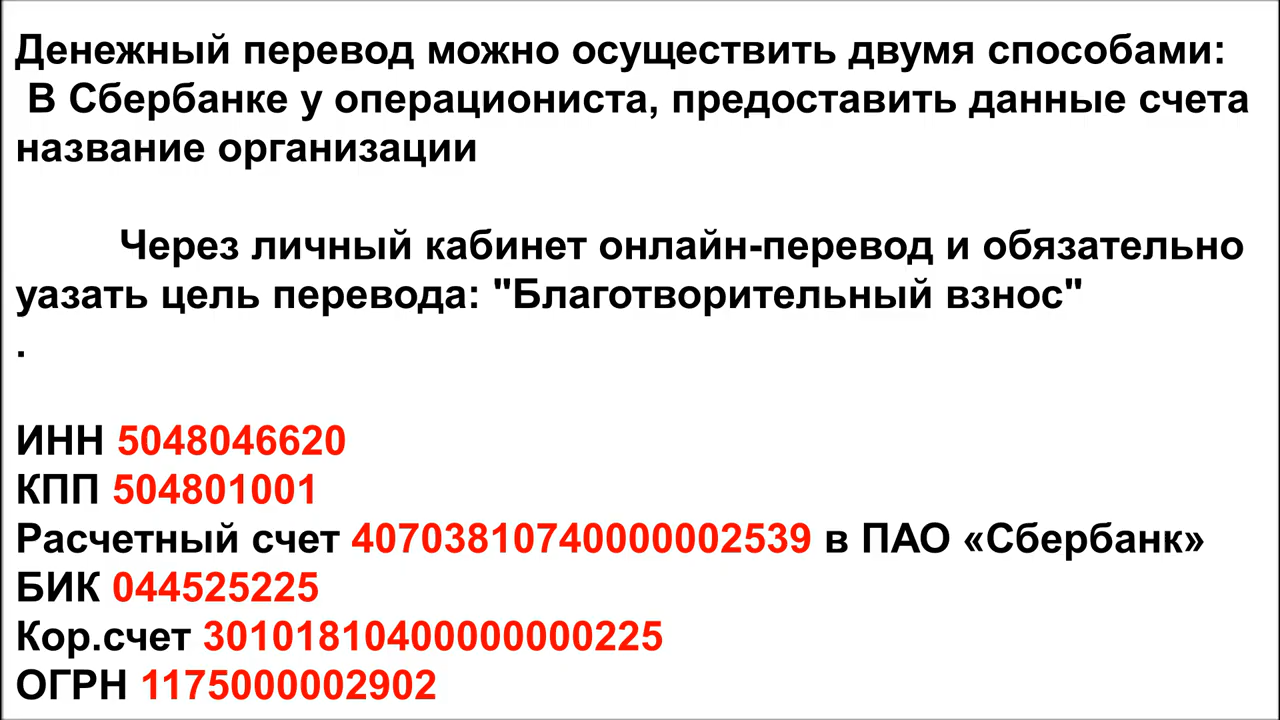 Денежный перевод можно осуществить двумя способами:
В Сбербанке у операциониста, предоставить данные счета
название организации
Через личный кабинет онлайн-перевод и обязательно
уазать цель перевода: "Благотворительный взнос"
.
ИНН 5048046620
КПП 504801001
Расчетный счет 40703810740000002539 в ПАО «Сбербанк»
БИК 044525225
Кор.счет 30101810400000000225
ОГРН 1175000002902